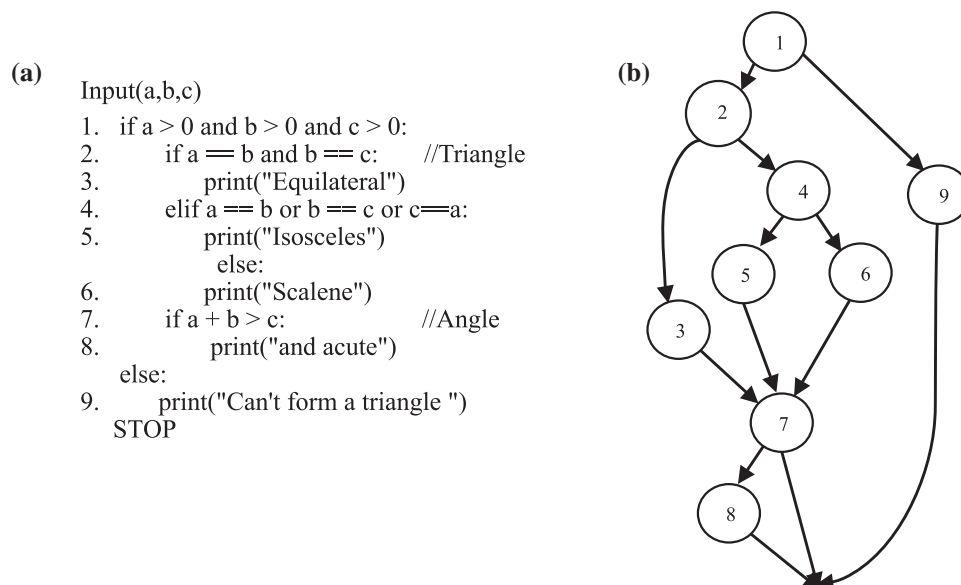 (a)
Input(a,b,c)
1. if a > 0 and b > 0 and c > 0:
2. if a == b and b == c: //Triangle
3. print("Equilateral")
4. elif a == b or b == c or c==a:
5. print("Isosceles")
else:
6. print("Scalene")
7. if a + b > c: //Angle
8. print("and acute")
else:
9. print("Can't form a triangle ")
STOP
(b)
1
2
4
9
5
6
3
7
8